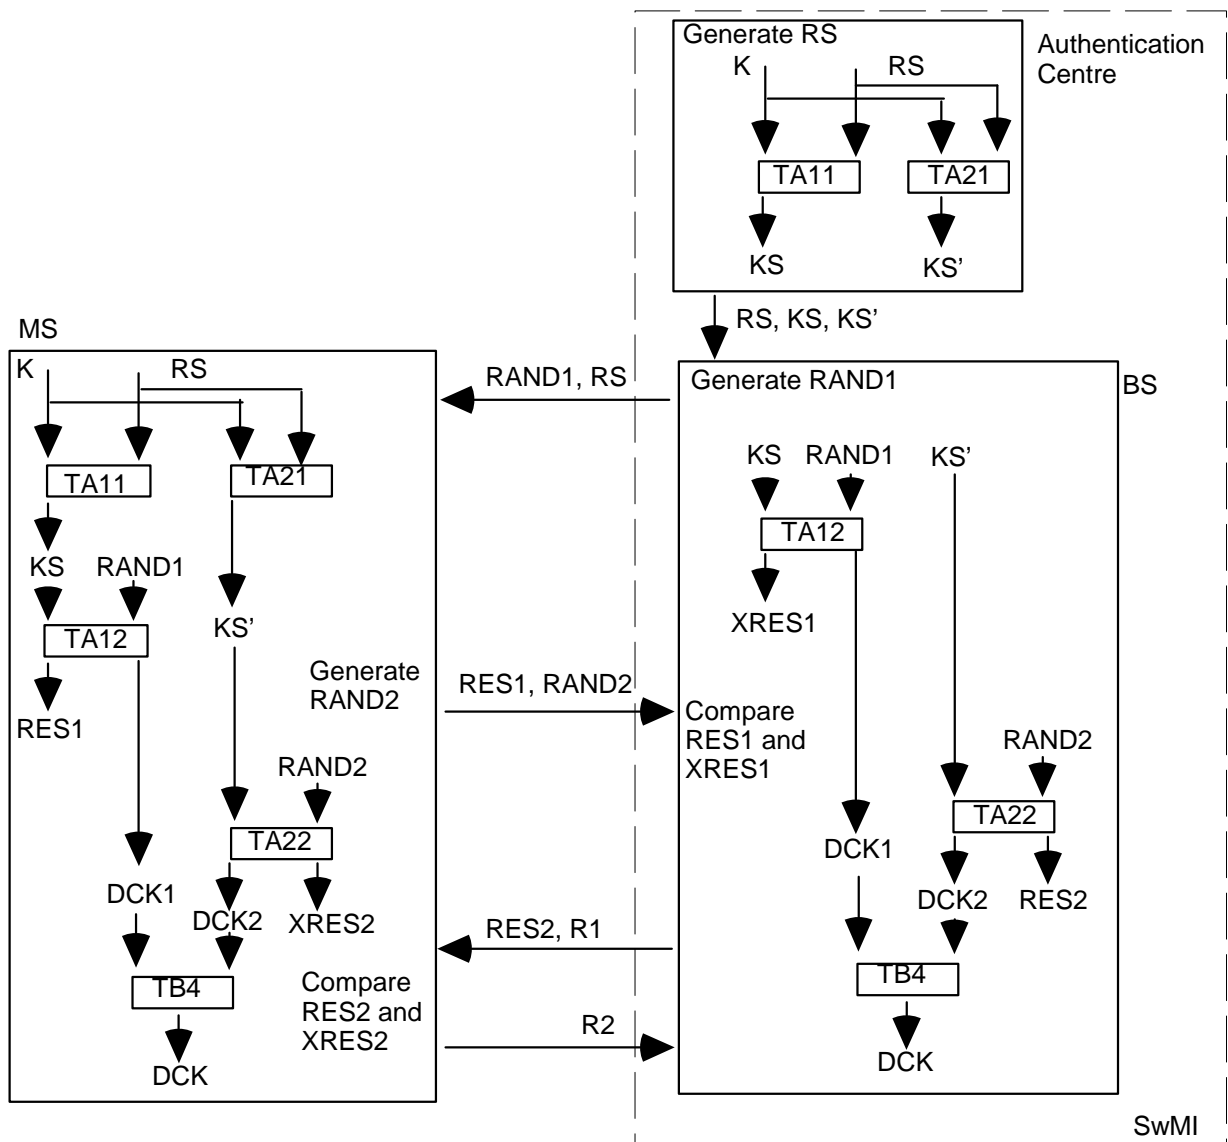 Generate RS
Authentication
Centre
K
RS
TA11
TA21
KS
KS’
RS, KS, KS’
MS
K
RS
RAND1, RS
Generate RAND1
BS
TA11
TA21
KS
RAND1
KS’
TA12
KS
RAND1
TA12
KS’
XRES1
RES1
Generate
RAND2
RES1, RAND2
Compare
RES1 and
XRES1
RAND2
RAND2
TA22
TA22
DCK1
DCK1
DCK2
XRES2
DCK2
RES2
RES2, R1
TB4
TB4
Compare
RES2 and
XRES2
R2
DCK
DCK
SwMI